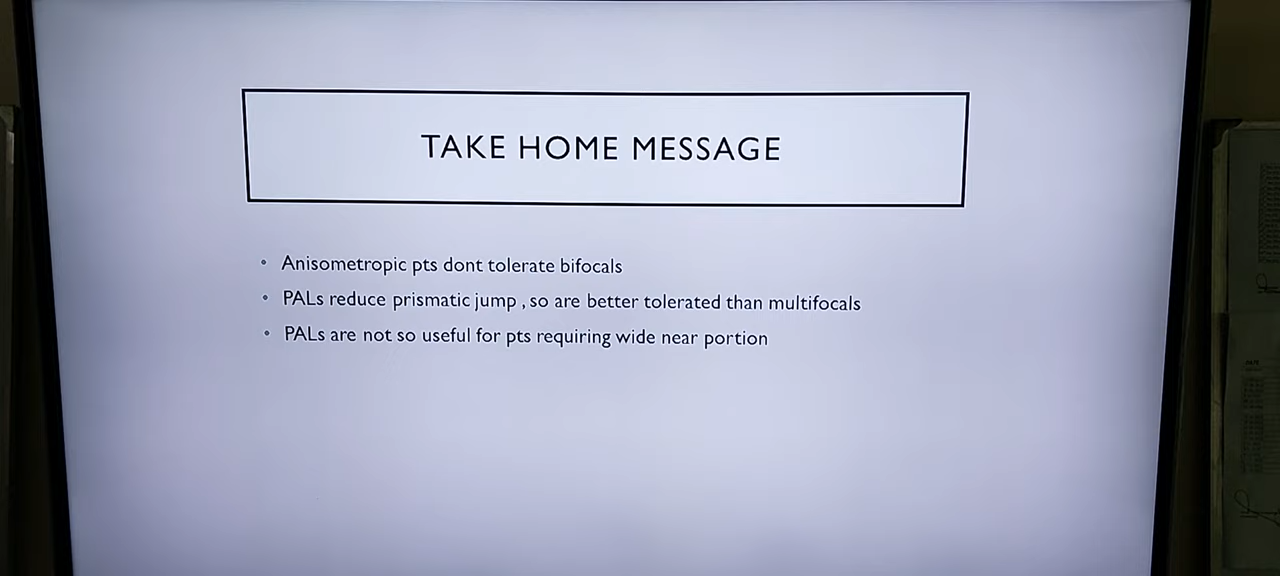 TAKE HOME MESSAGE
• Anisometropic pts dont tolerate bifocals
• PALs reduce prismatic jump , so are better tolerated than multifocals
• PALs are not so useful for pts requiring wide near portion